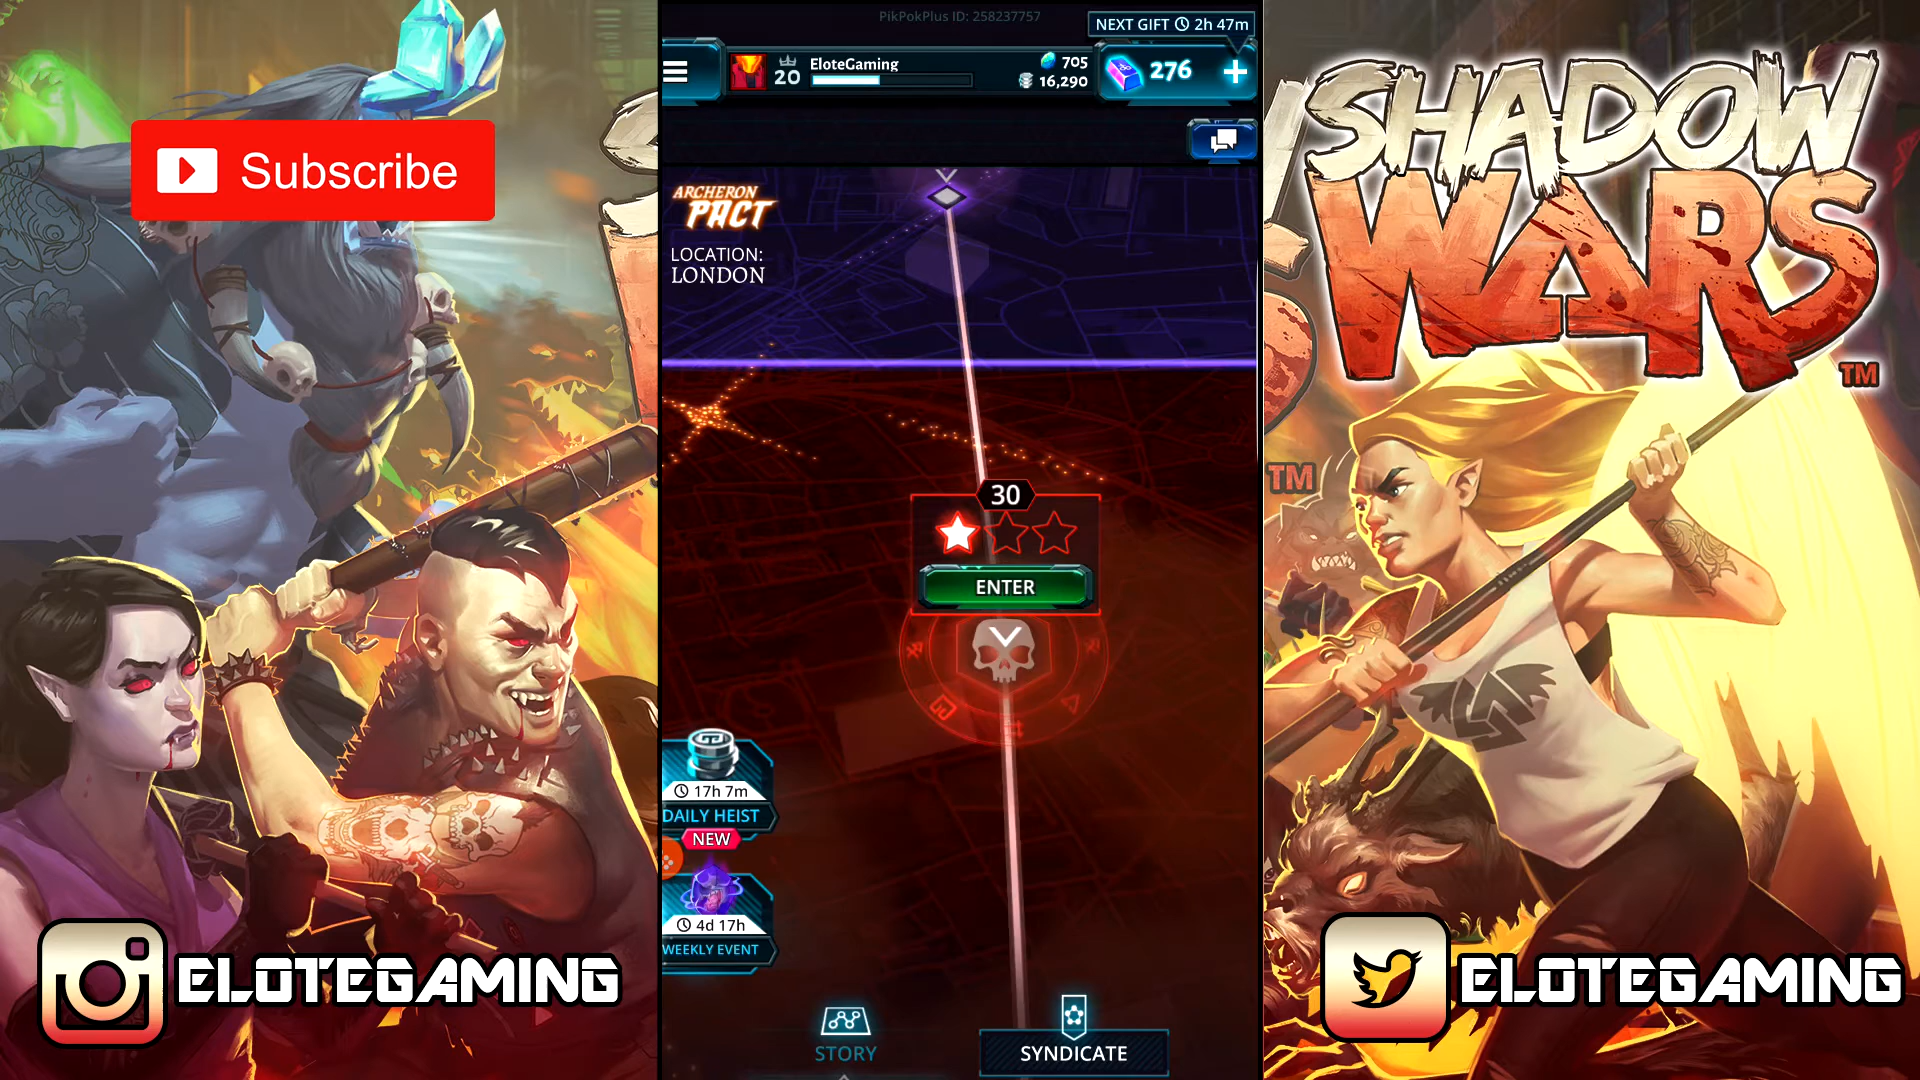 Subscribe
ELOTEGAMING
PikPokPlus ID: 258237757
NEXT GIFT 2h 47m
20
EloteGaming
705
16,290
276
ARCHERON
PACT
LOCATION:
LONDON
30
ENTER
17h 7m
DAILY HEIST
NEW
4d 17h
WEEKLY EVENT
STORY
SYNDICATE
SHADOW
WARS
TM
TM
ELOTEGAMING